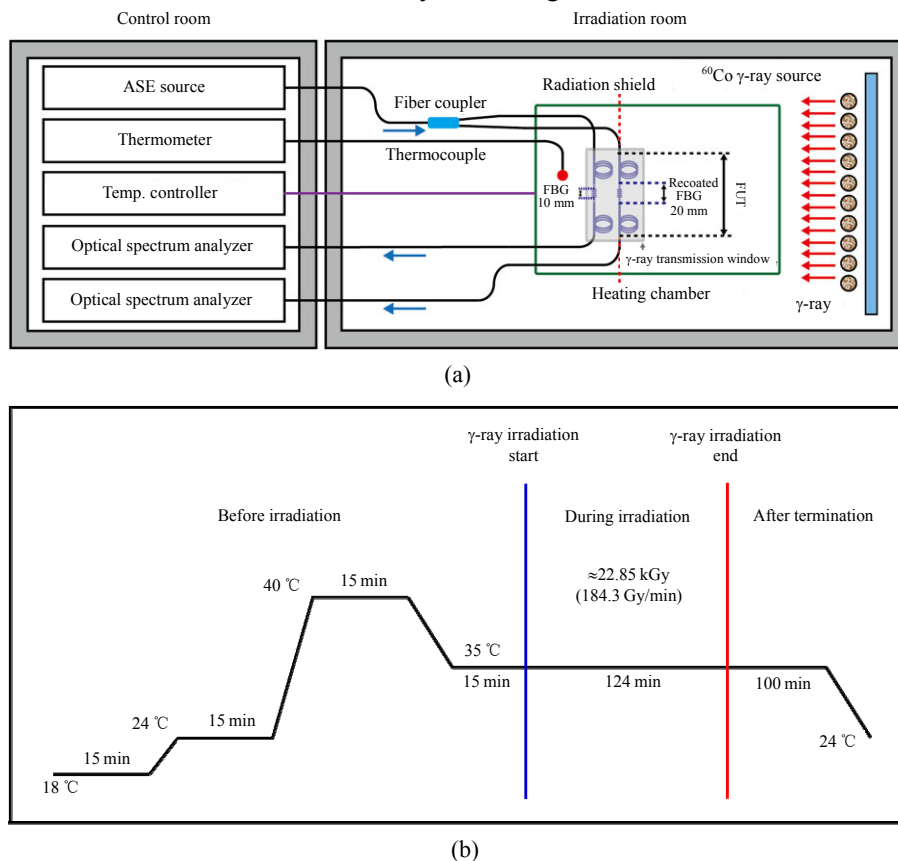 Control room
Irradiation room
ASE source
Thermometer
Temp. controller
Optical spectrum analyzer
Optical spectrum analyzer
Fiber coupler
Thermocouple
Radiation shield
⁶⁰Co γ-ray source
FBG
10 mm
Recoated
FBG
20 mm
FUT
γ-ray transmission window
Heating chamber
γ-ray
(a)
γ-ray irradiation
start
γ-ray irradiation
end
Before irradiation
During irradiation
After termination
≈22.85 kGy
(184.3 Gy/min)
40 ℃
15 min
35 ℃
15 min
124 min
100 min
24 ℃
15 min
24 ℃
15 min
18 ℃
(b)